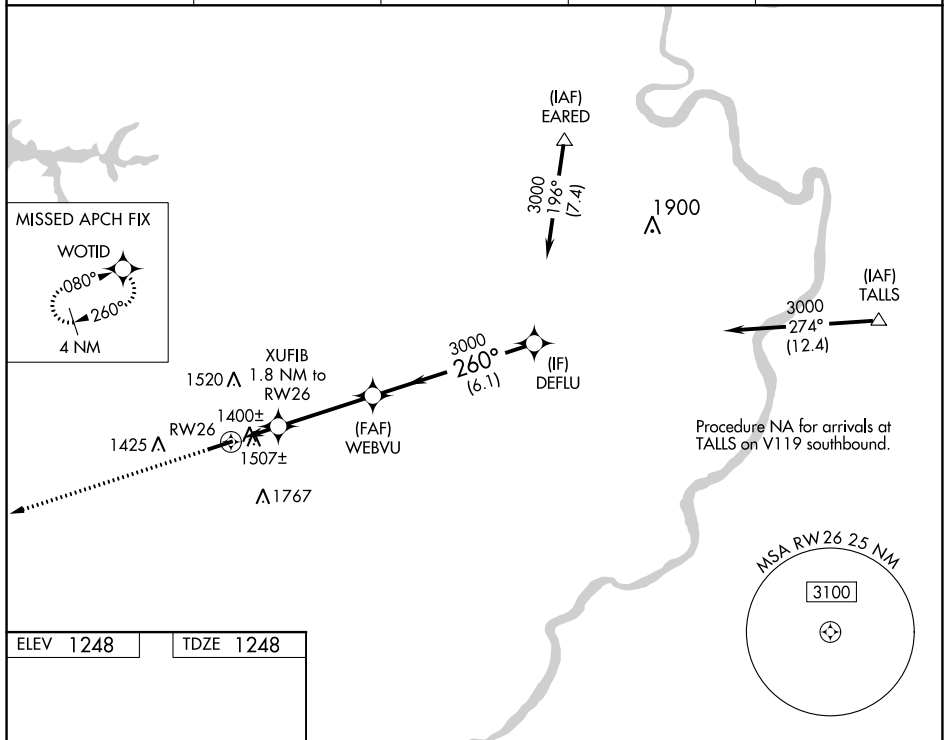 (IAF)
EARED
3000
196°
(7.4)
1900
MISSED APCH FIX
WOTID
080°
260°
4 NM
(IAF)
TALLS
3000
274°
(12.4)
3000
260°
(6.1)
(IF)
DEFLU
XUFIB
1.8 NM to
RW26
1520
1400±
RW26
1425
1507±
(FAF)
WEBVU
1767
Procedure NA for arrivals at
TALLS on V119 southbound.
MSA RW26 25 NM
3100
ELEV 1248
TDZE 1248